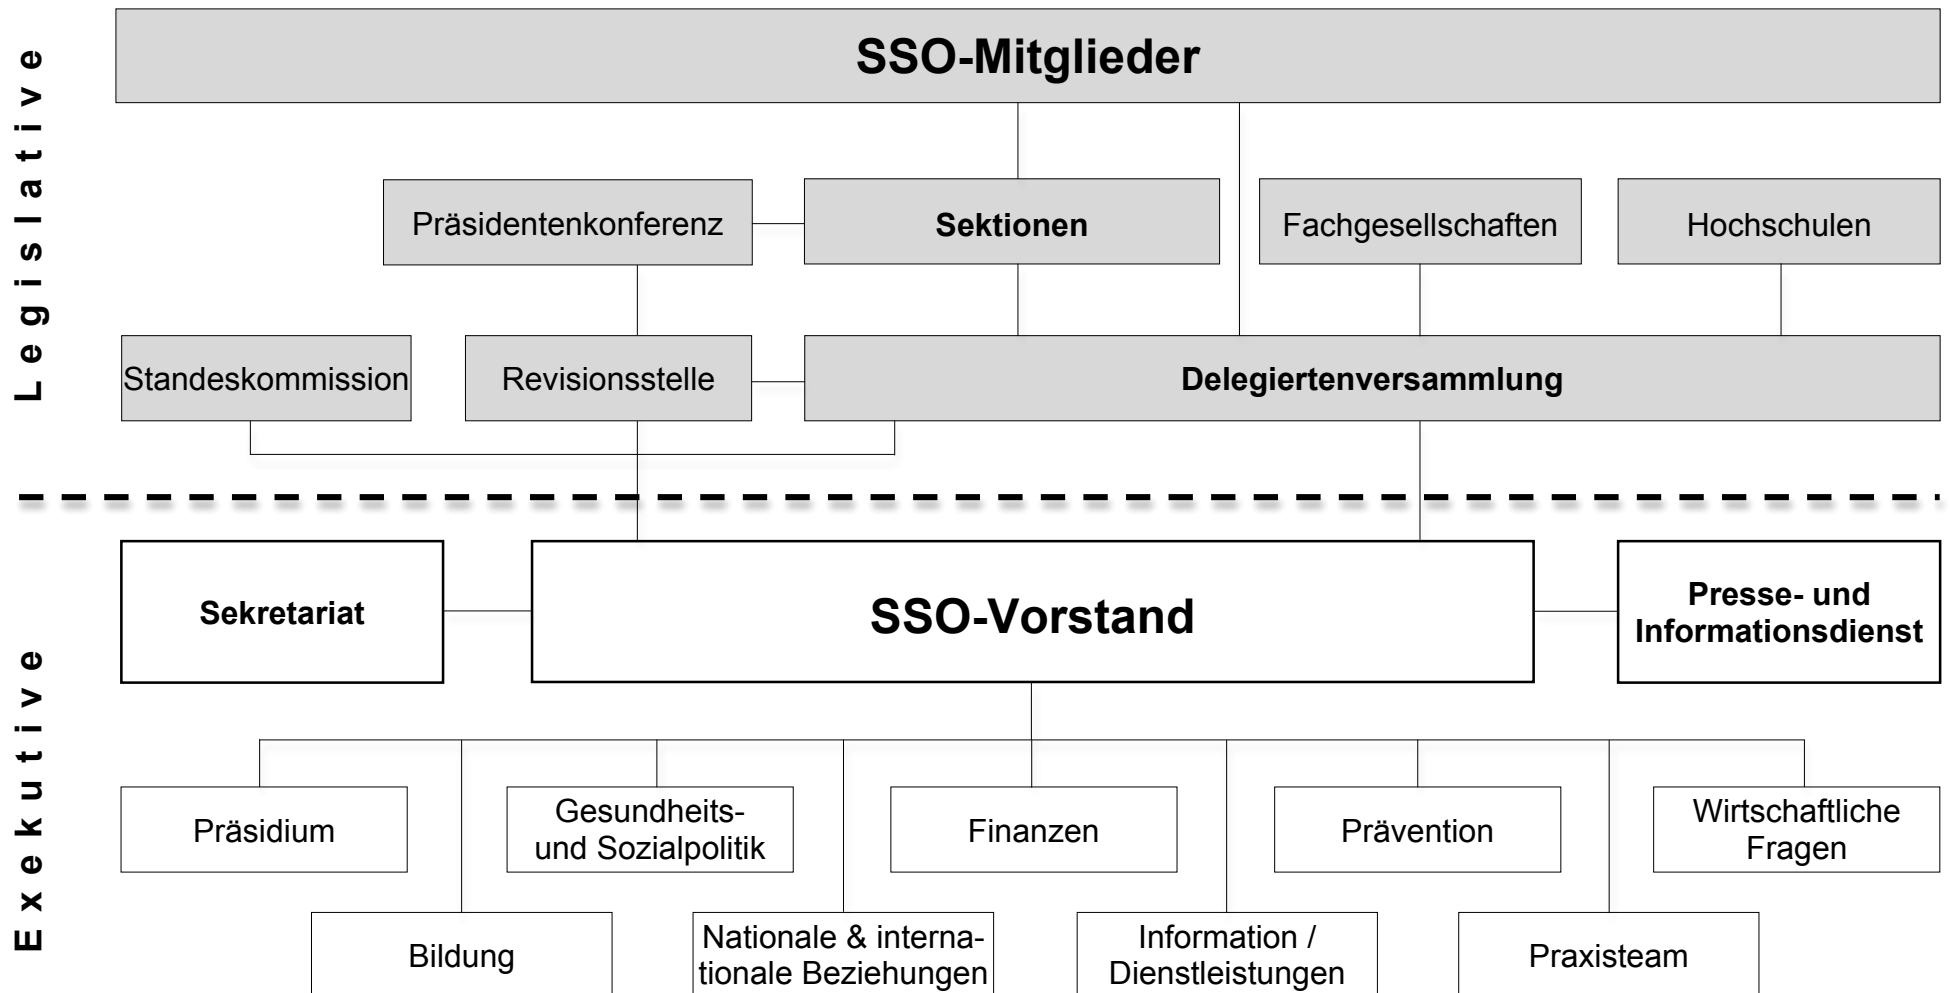 Legislative
SSO-Mitglieder
Präsidentenkonferenz
Sektionen
Fachgesellschaften
Hochschulen
Standeskommission
Revisionsstelle
Delegiertenversammlung
Exekutive
Sekretariat
SSO-Vorstand
Presse- und
Informationsdienst
Präsidium
Gesundheits-
und Sozialpolitik
Finanzen
Prävention
Wirtschaftliche
Fragen
Bildung
Nationale & interna-
tionale Beziehungen
Information /
Dienstleistungen
Praxisteam